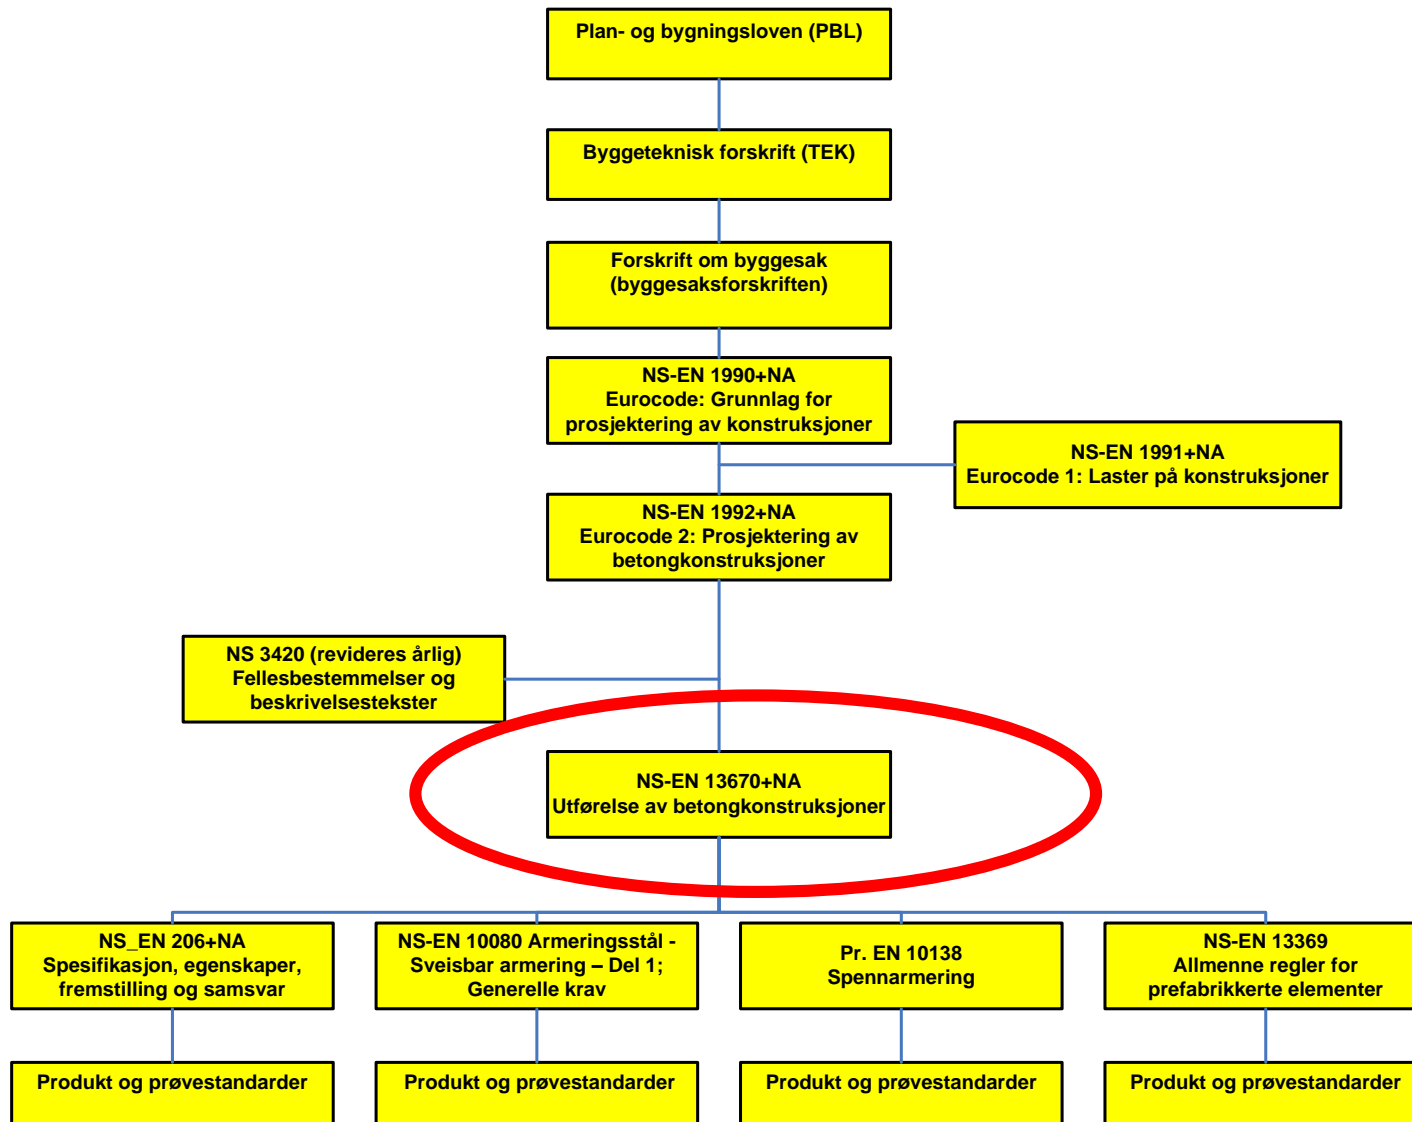 Plan- og bygningsloven (PBL)
Byggeteknisk forskrift (TEK)
Forskrift om byggesak
(byggesaksforskriften)
NS-EN 1990+NA
Eurocode: Grunnlag for
prosjektering av konstruksjoner
NS-EN 1991+NA
Eurocode 1: Laster på konstruksjoner
NS-EN 1992+NA
Eurocode 2: Prosjektering av
betongkonstruksjoner
NS 3420 (revideres årlig)
Fellesbestemmelser og
beskrivelsestekster
NS-EN 13670+NA
Utførelse av betongkonstruksjoner
NS_EN 206+NA
Spesifikasjon, egenskaper,
fremstilling og samsvar
NS-EN 10080 Armeringsstål -
Sveisbar armering – Del 1;
Generelle krav
Pr. EN 10138
Spennarmering
NS-EN 13369
Allmenne regler for
prefabrikkerte elementer
Produkt og prøvestandarder
Produkt og prøvestandarder
Produkt og prøvestandarder
Produkt og prøvestandarder